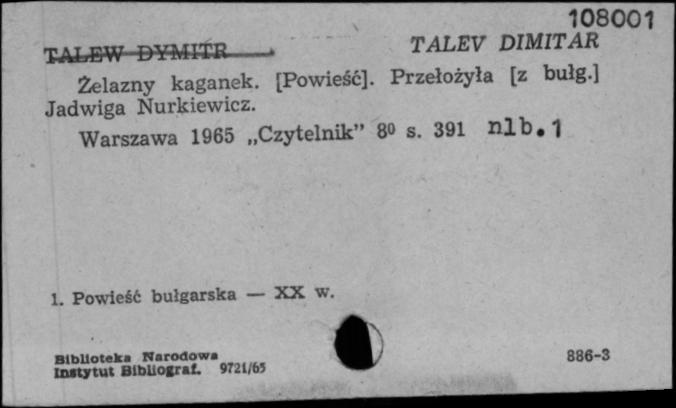 108001
TALEW DYMITR TALEV DIMITAR
Żelazny kaganek. [Powieść]. Przełożyła [z bułg.]
Jadwiga Nurkiewicz.
Warszawa 1965 „Czytelnik” 8⁰ s. 391 nlb. 1
1. Powieść bułgarska — XX w.
Biblioteka Narodowa
Instytut Bibliograf. 9721/65
886-3